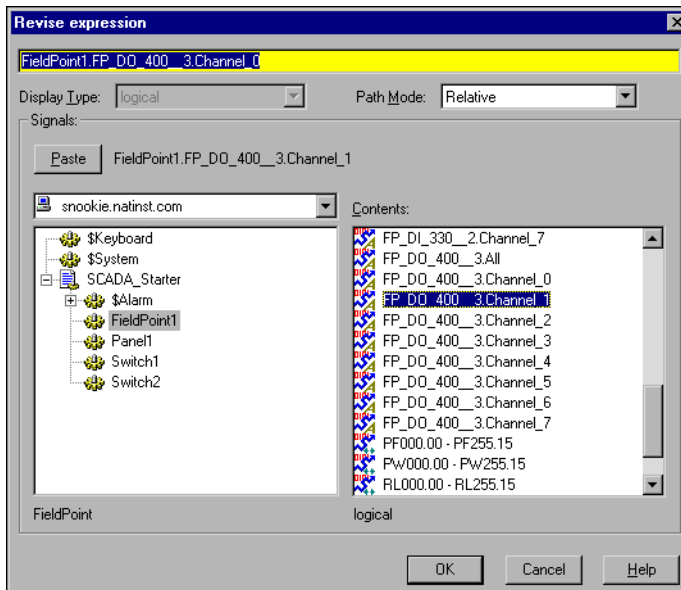 Revise expression
FieldPoint1.FP_DO_400__3.Channel_0
Display Type: logical Path Mode: Relative
Signals:
Paste FieldPoint1.FP_DO_400__3.Channel_1
snookie.natinst.com
Contents:
$Keyboard
$System
SCADA_Starter
$Alarm
FieldPoint1
Panel1
Switch1
Switch2
FP_DI_330__2.Channel_7
FP_DO_400__3.All
FP_DO_400__3.Channel_0
FP_DO_400__3.Channel_1
FP_DO_400__3.Channel_2
FP_DO_400__3.Channel_3
FP_DO_400__3.Channel_4
FP_DO_400__3.Channel_5
FP_DO_400__3.Channel_6
FP_DO_400__3.Channel_7
PF000.00 - PF255.15
PW000.00 - PW255.15
RL000.00 - RL255.15
FieldPoint logical
OK Cancel Help